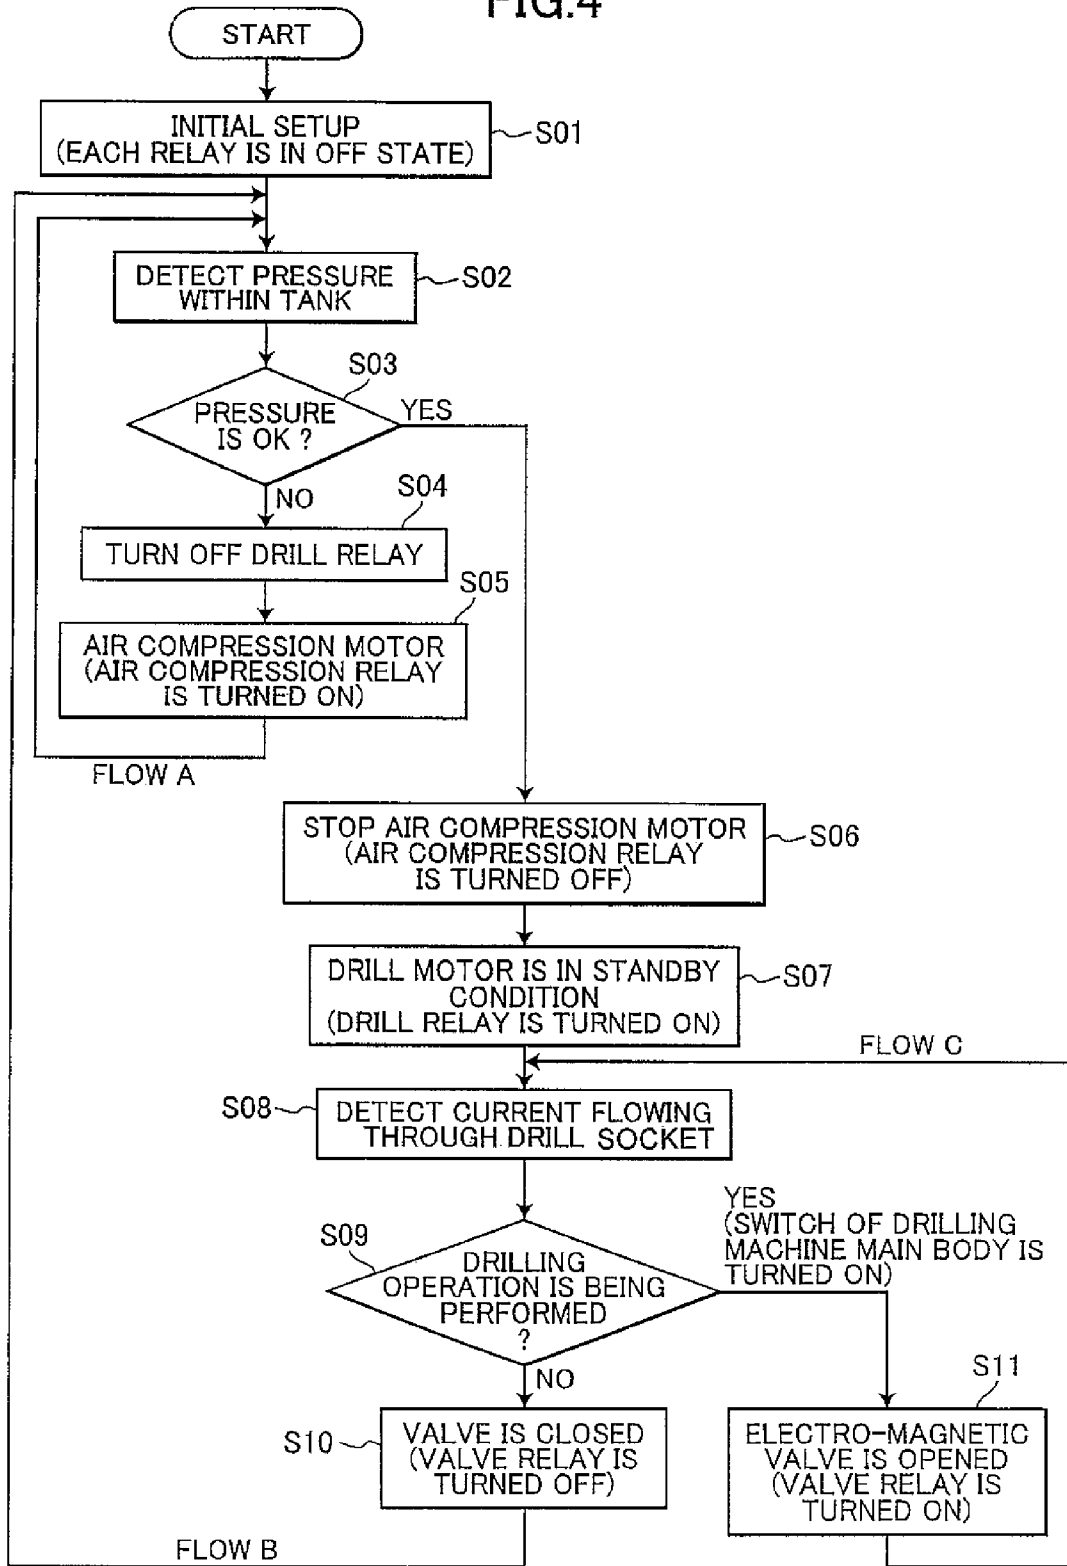 FIG.4
START
INITIAL SETUP
(EACH RELAY IS IN OFF STATE)
S01
DETECT PRESSURE
WITHIN TANK
S02
S03
PRESSURE
IS OK ?
YES
NO
S04
TURN OFF DRILL RELAY
S05
AIR COMPRESSION MOTOR
(AIR COMPRESSION RELAY
IS TURNED ON)
FLOW A
STOP AIR COMPRESSION MOTOR
(AIR COMPRESSION RELAY
IS TURNED OFF)
S06
DRILL MOTOR IS IN STANDBY
CONDITION
(DRILL RELAY IS TURNED ON)
S07
FLOW C
S08
DETECT CURRENT FLOWING
THROUGH DRILL SOCKET
S09
DRILLING
OPERATION IS BEING
PERFORMED
?
YES
(SWITCH OF DRILLING
MACHINE MAIN BODY IS
TURNED ON)
NO
S10
VALVE IS CLOSED
(VALVE RELAY IS
TURNED OFF)
S11
ELECTRO-MAGNETIC
VALVE IS OPENED
(VALVE RELAY IS
TURNED ON)
FLOW B